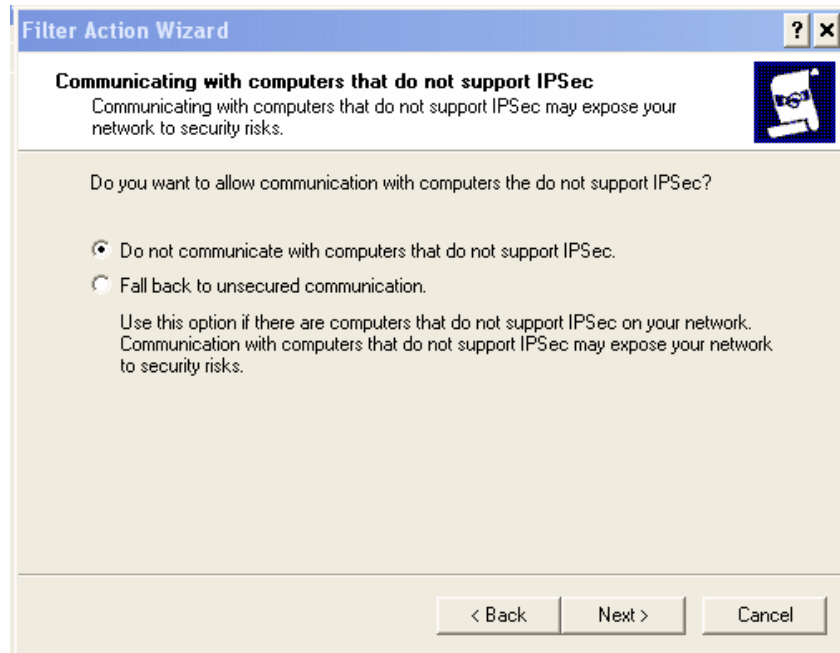 Filter Action Wizard
Communicating with computers that do not support IPSec
Communicating with computers that do not support IPSec may expose your
network to security risks.
Do you want to allow communication with computers the do not support IPSec?
Do not communicate with computers that do not support IPSec.
Fall back to unsecured communication.
Use this option if there are computers that do not support IPSec on your network.
Communication with computers that do not support IPSec may expose your network
to security risks.
< Back Next > Cancel